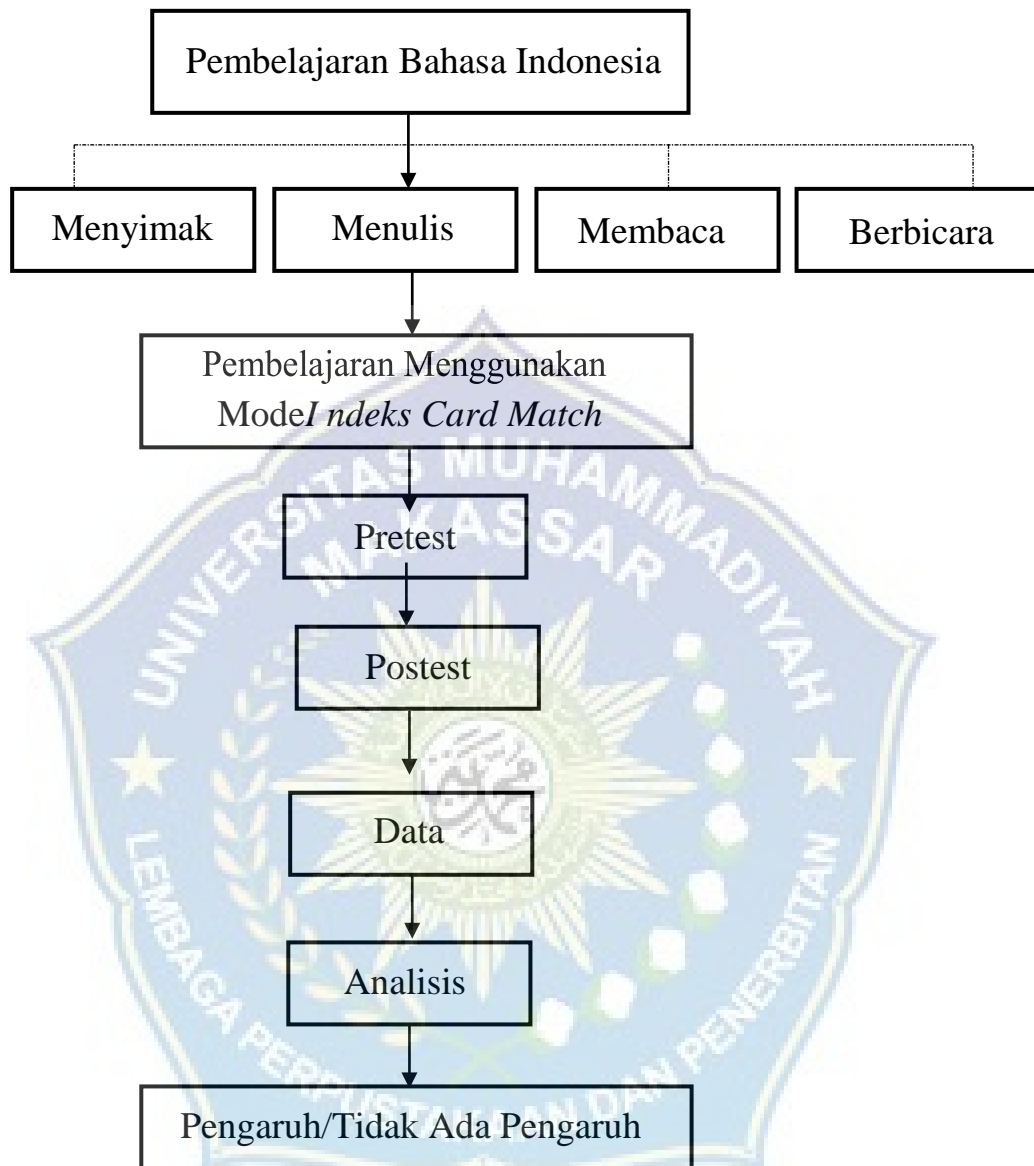 Pembelajaran Bahasa Indonesia
Menyimak
Menulis
Membaca
Berbicara
Pembelajaran Menggunakan
ModeI ndeks Card Match
Pretest
Postest
Data
Analisis
Pengaruh/Tidak Ada Pengaruh
UNIVERSITAS MUHAMMADIYAH
MAKASSAR
LEMBAGA PERPUSTAKAAN DAN PENERBITAN